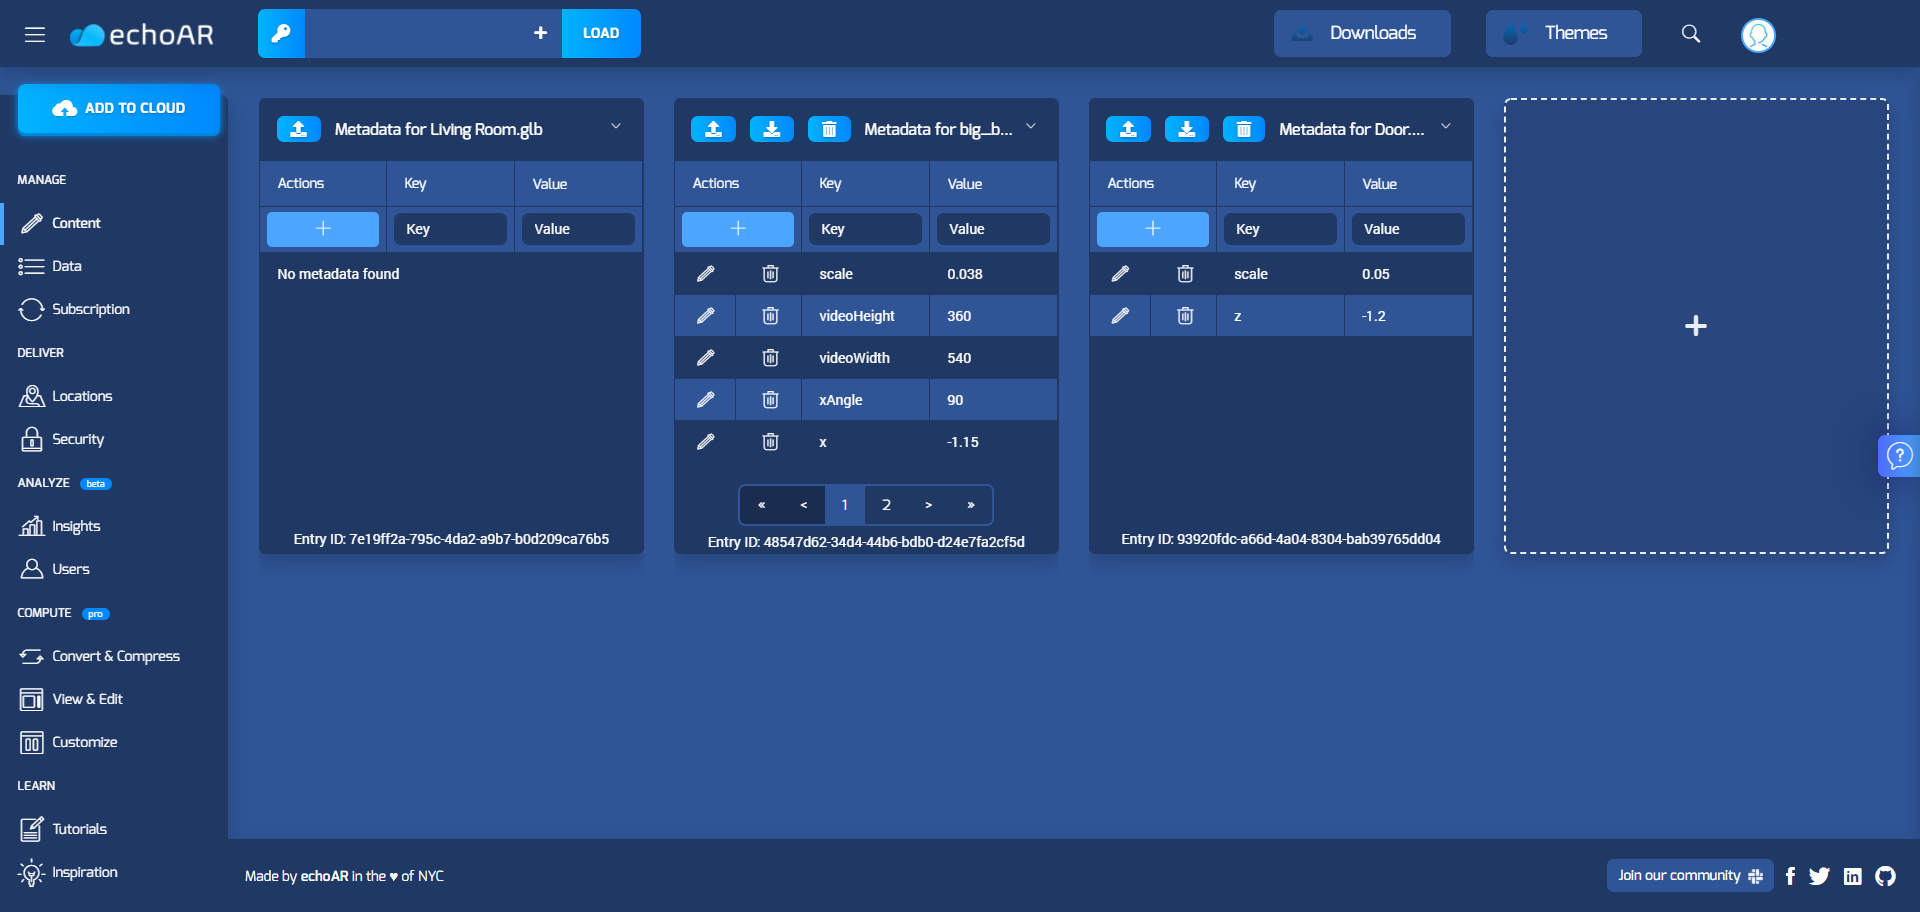 echoAR
LOAD
Downloads
Themes
ADD TO CLOUD
MANAGE
Content
Data
Subscription
DELIVER
Locations
Security
ANALYZE beta
Insights
Users
COMPUTE pro
Convert & Compress
View & Edit
Customize
LEARN
Tutorials
Inspiration
Metadata for Living Room.glb
Actions Key Value
+ Key Value
No metadata found
Entry ID: 7e19ff2a-795c-4da2-a9b7-b0d209ca76b5
Metadata for big_b...
Actions Key Value
+ Key Value
scale 0.038
videoHeight 360
videoWidth 540
xAngle 90
x -1.15
« < 1 2 > »
Entry ID: 48547d62-34d4-44b6-bdb0-d24e7fa2cf5d
Metadata for Door....
Actions Key Value
+ Key Value
scale 0.05
z -1.2
Entry ID: 93920fdc-a66d-4a04-8304-bab39765dd04
+
?
Made by echoAR in the ♥ of NYC
Join our community